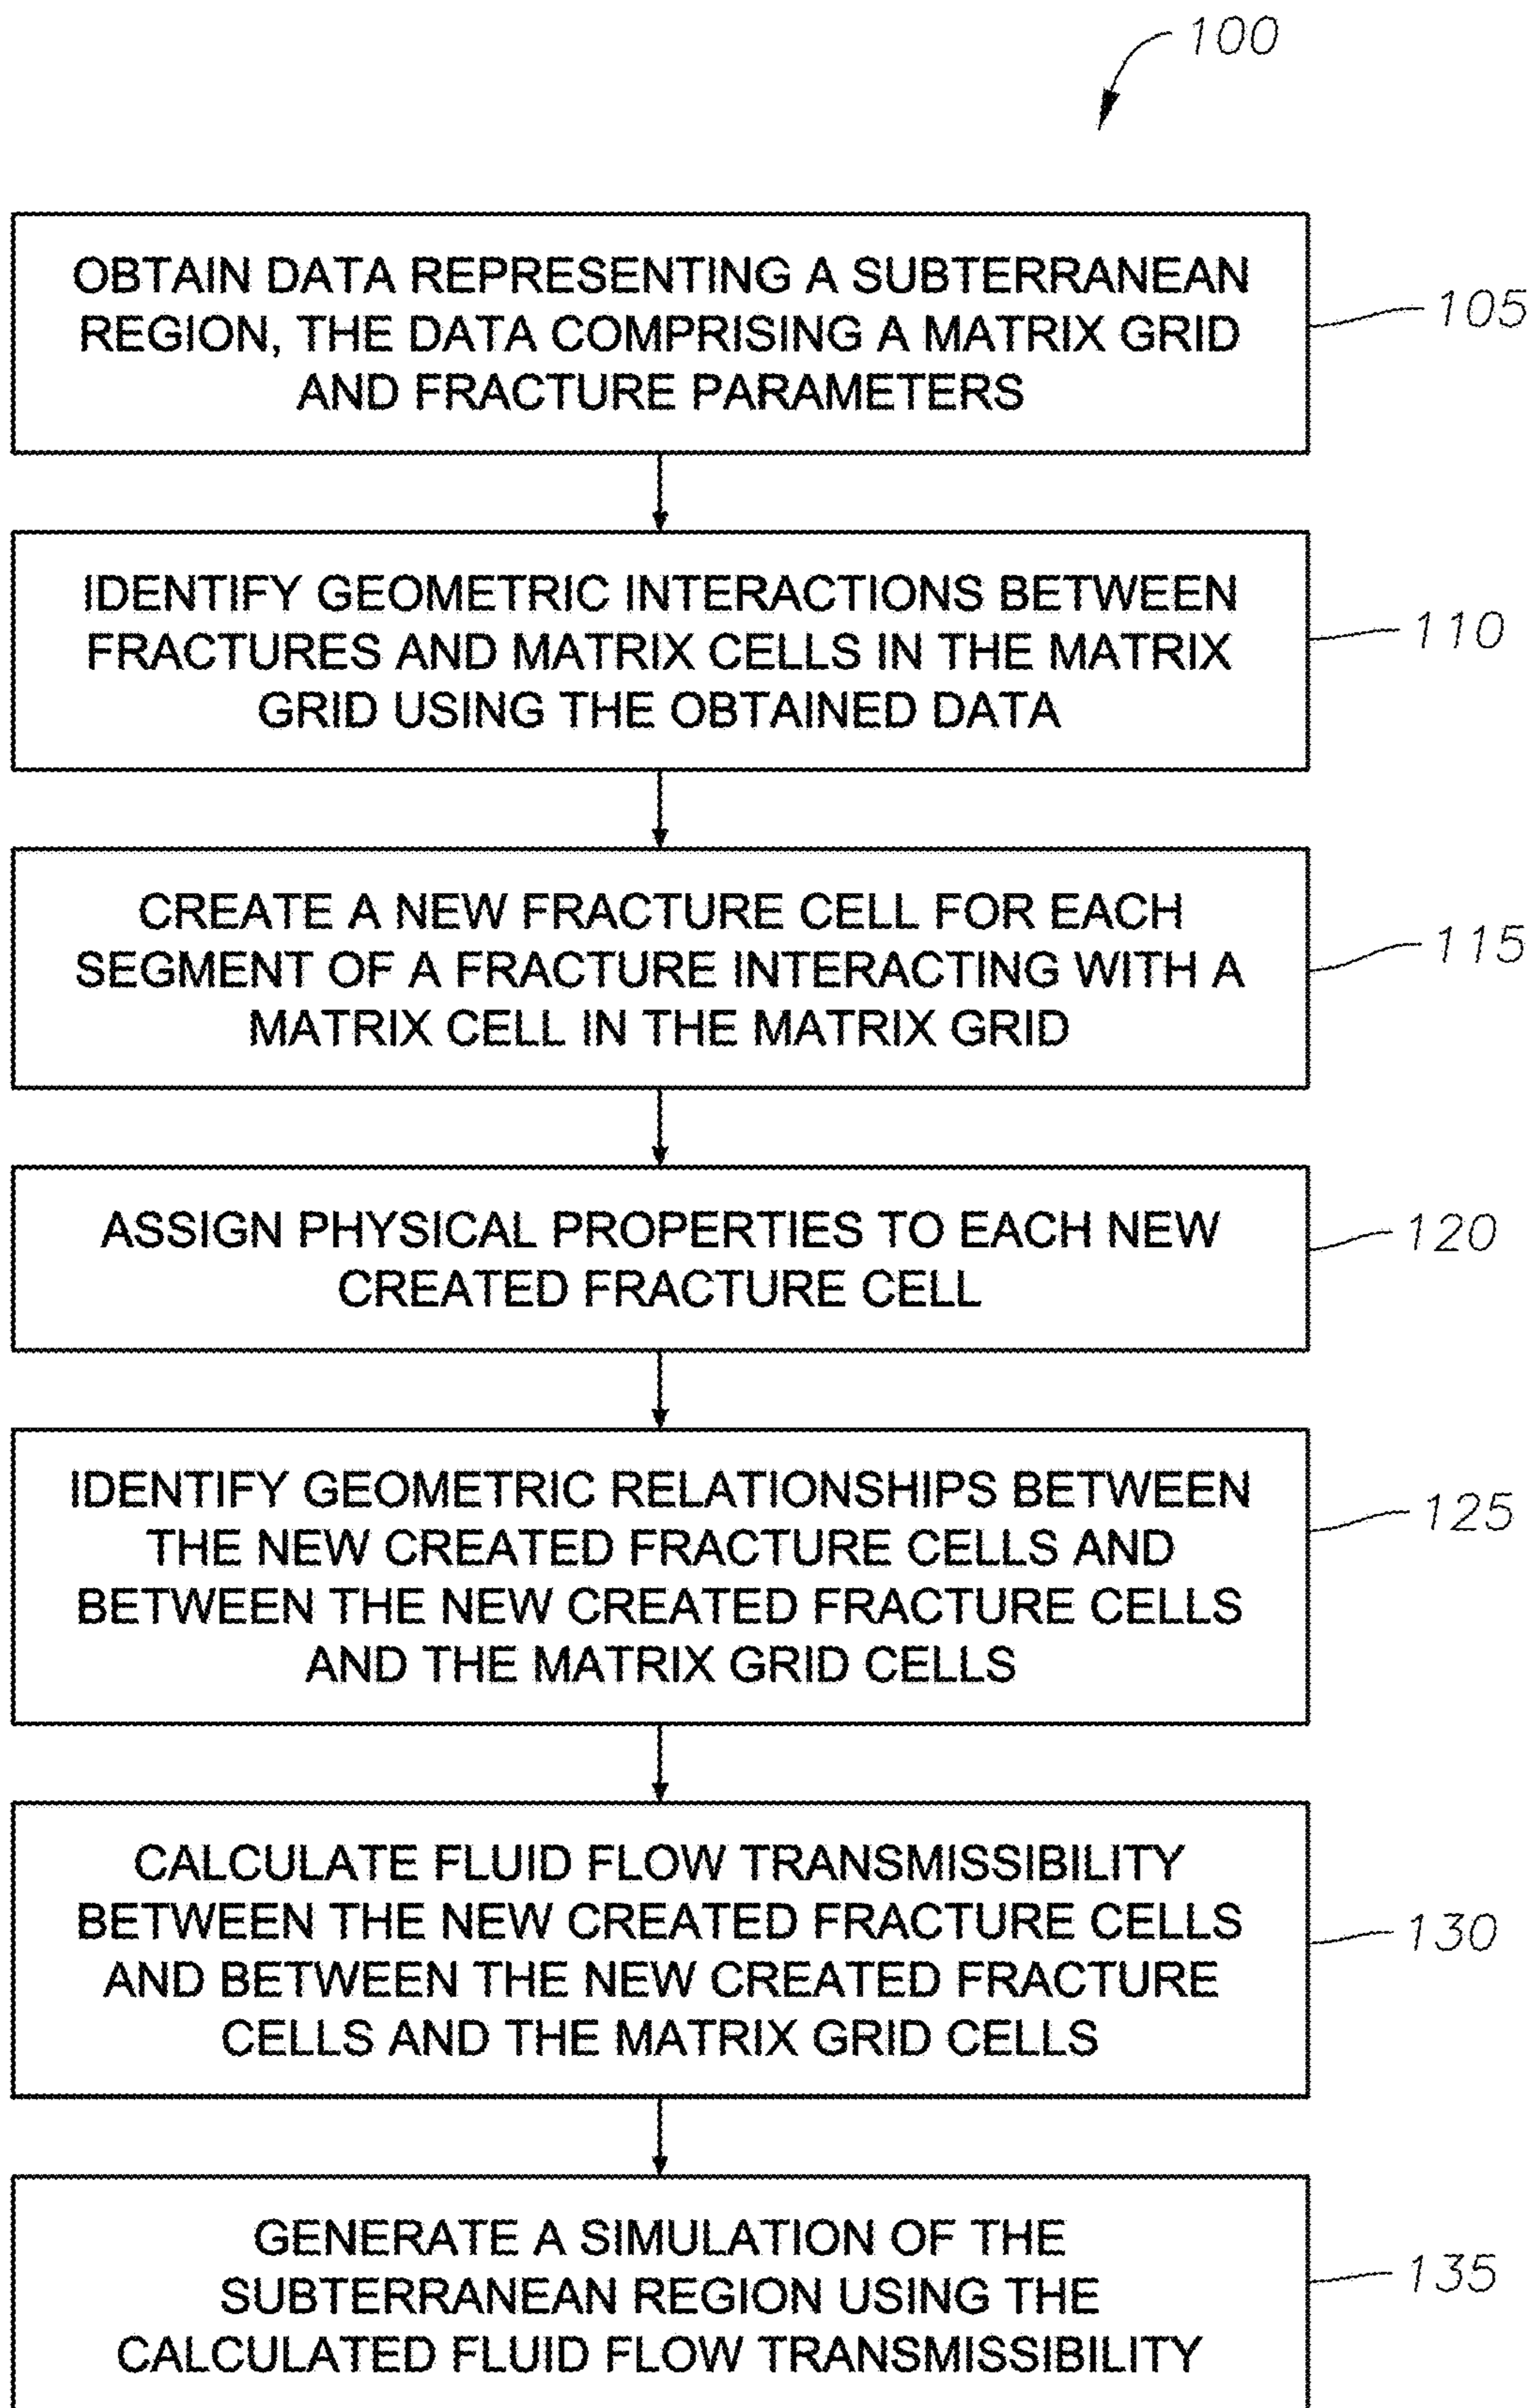 100
OBTAIN DATA REPRESENTING A SUBTERRANEAN
REGION, THE DATA COMPRISING A MATRIX GRID
AND FRACTURE PARAMETERS
105
IDENTIFY GEOMETRIC INTERACTIONS BETWEEN
FRACTURES AND MATRIX CELLS IN THE MATRIX
GRID USING THE OBTAINED DATA
110
CREATE A NEW FRACTURE CELL FOR EACH
SEGMENT OF A FRACTURE INTERACTING WITH A
MATRIX CELL IN THE MATRIX GRID
115
ASSIGN PHYSICAL PROPERTIES TO EACH NEW
CREATED FRACTURE CELL
120
IDENTIFY GEOMETRIC RELATIONSHIPS BETWEEN
THE NEW CREATED FRACTURE CELLS AND
BETWEEN THE NEW CREATED FRACTURE CELLS
AND THE MATRIX GRID CELLS
125
CALCULATE FLUID FLOW TRANSMISSIBILITY
BETWEEN THE NEW CREATED FRACTURE CELLS
AND BETWEEN THE NEW CREATED FRACTURE
CELLS AND THE MATRIX GRID CELLS
130
GENERATE A SIMULATION OF THE
SUBTERRANEAN REGION USING THE
CALCULATED FLUID FLOW TRANSMISSIBILITY
135